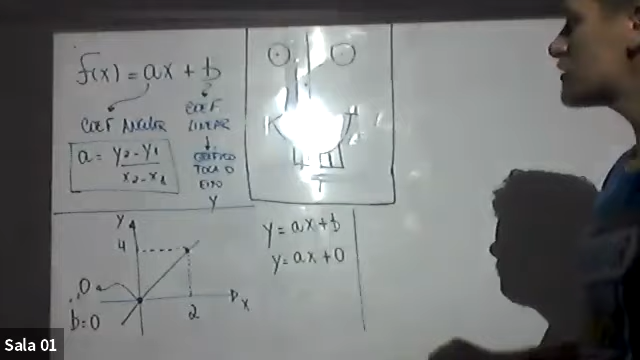 f(x) = ax + b
COEF ANGULAR
COEF.
LINEAR
a = y2 - y1
x2 - x1
GRÁFICO
TOCA O
EIXO
Y
y
4
0
b=0
2
x
y = ax + b
y = ax + 0
Sala 01